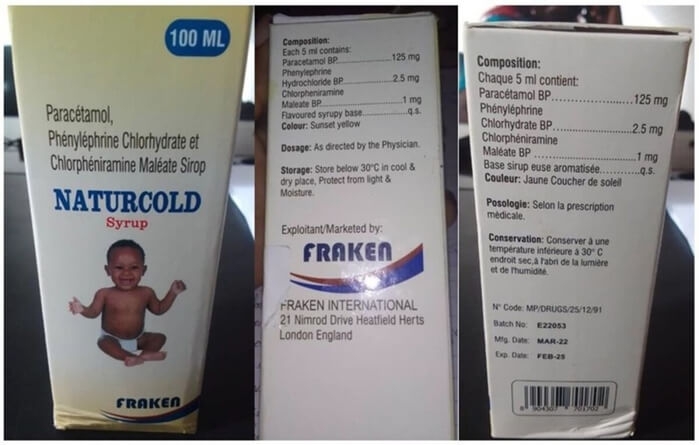 100 ML
Paracétamol,
Phényléphrine Chlorhydrate et
Chlorphéniramine Maléate Sirop
NATURCOLD
Syrup
FRAKEN
Composition:
Each 5 ml contains:
Paracetamol BP..................125 mg
Phenylephrine
Hydrochloride BP..............2.5 mg
Chlorpheniramine
Maleate BP........................1 mg
Flavoured syrupy base.......q.s.
Colour: Sunset yellow
Dosage: As directed by the Physician.
Storage: Store below 30°C in cool &
dry place, Protect from light &
Moisture.
Exploitant/Marketed by:
FRAKEN
FRAKEN INTERNATIONAL
21 Nimrod Drive Heatfield Herts
London England
Composition:
Chaque 5 ml contient:
Paracétamol BP........................125 mg
Phényléphrine
Chlorhydrate BP.......................2.5 mg
Chlorphéniramine
Maléate BP ...............................1 mg
Base sirup euse aromatisée.........q.s.
Couleur: Jaune Coucher de soleil
Posologie: Selon la prescription
médicale.
Conservation: Conserver à une
température inférieure à 30° C
endroit sec,à l'abri de la lumière
et de l'humidité.
N° Code: MP/DRUGS/25/12/91
Batch No: E22053
Mfg. Date: MAR-22
Exp. Date: FEB-25
8 904307 701702